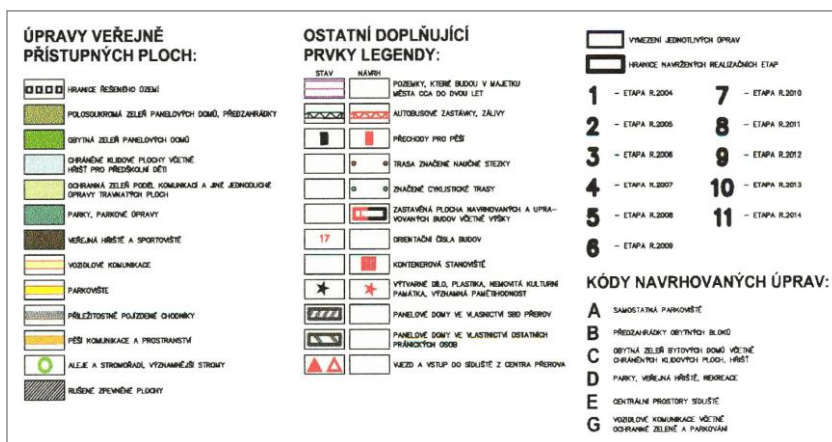 ÚPRAVY VEŘEJNĚ
PŘÍSTUPNÝCH PLOCH:
HRANICE ŘEŠENÉHO ÚZEMÍ
POLOSOUKROMÁ ZELEŇ PANELOVÝCH DOMŮ, PŘEDZAHRÁDKY
OBYTNÁ ZELEŇ PANELOVÝCH DOMŮ
CHRÁNĚNÉ KLIDOVÉ PLOCHY VČETNĚ
HŘIŠŤ PRO PŘEDŠKOLNÍ DĚTI
OCHRANNÁ ZELEŇ PODÉL KOMUNIKACÍ A JINÉ JEDNODUCHÉ
ÚPRAVY TRAVNATÝCH PLOCH
PARKY, PARKOVÉ ÚPRAVY
VEŘEJNÁ HŘIŠTĚ A SPORTOVIŠTĚ
VOZIDLOVÉ KOMUNIKACE
PARKOVIŠTĚ
PŘÍLEŽITOSTNĚ POJÍZDENÉ CHODNÍKY
PĚŠÍ KOMUNIKACE A PROSTRANSTVÍ
ALEJE A STROMOŘADÍ, VÝZNAMNĚJŠÍ STROMY
RUŠENÉ ZPEVNĚNÉ PLOCHY
OSTATNÍ DOPLŇUJÍCÍ
PRVKY LEGENDY:
STAV NÁVRH
POZEMKY, KTERÉ BUDOU V MAJETKU
MĚSTA CCA DO DVOU LET
AUTOBUSOVÉ ZASTÁVKY, ZÁLIVY
PŘECHODY PRO PĚŠÍ
TRASA ZNAČENÉ NAUČNÉ STEZKY
ZNAČENÉ CYKLISTICKÉ TRASY
ZASTAVĚNÁ PLOCHA NAVRHOVANÝCH A UPRA-
VOVANÝCH BUDOV VČETNĚ VÝŠKY
17 ORIENTAČNÍ ČÍSLA BUDOV
KONTENEROVÁ STANOVIŠTĚ
VÝTVARNÉ DÍLO, PLASTIKA, NEMOVITÁ KULTURNÍ
PAMÁTKA, VÝZNAMNÁ PAMĚTIHODNOST
PANELOVÉ DOMY VE VLASTNICTVÍ SBD PŘEROV
PANELOVÉ DOMY VE VLASTNICTVÍ OSTATNÍCH
PRÁNICKÝCH OSOB
VJEZD A VSTUP DO SÍDLIŠTĚ Z CENTRA PŘEROVA
VYMEZENÍ JEDNOTLIVÝCH ÚPRAV
HRANICE NAVRŽENÝCH REALIZAČNÍCH ETAP
1 – ETAPA R.2004
2 – ETAPA R.2005
3 – ETAPA R.2006
4 – ETAPA R.2007
5 – ETAPA R.2008
6 – ETAPA R.2009
7 – ETAPA R.2010
8 – ETAPA R.2011
9 – ETAPA R.2012
10 – ETAPA R.2013
11 – ETAPA R.2014
KÓDY NAVRHOVANÝCH ÚPRAV:
A SAMOSTATNÁ PARKOVIŠTĚ
B PŘEDZAHRÁDKY OBYTNÝCH BLOKŮ
C OBYTNÁ ZELEŇ BYTOVÝCH DOMŮ VČETNĚ
CHRÁNĚNÝCH KLIDOVÝCH PLOCH, HŘIŠŤ
D PARKY, VEŘEJNÁ HŘIŠTĚ, REKREACE
E CENTRÁLNÍ PROSTORY SÍDLIŠTĚ
G VOZIDLOVÉ KOMUNIKACE VČETNĚ
OCHRANNÉ ZELENĚ A PARKOVÁNÍ